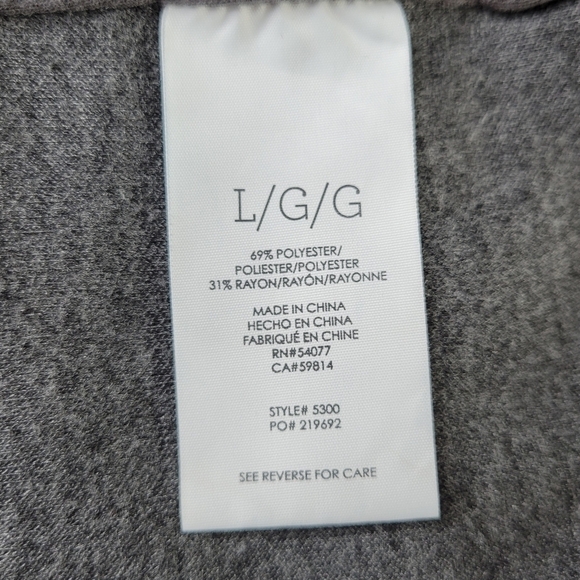 L/G/G
69% POLYESTER/
POLIESTER/POLYESTER
31% RAYON/RAYÓN/RAYONNE
MADE IN CHINA
HECHO EN CHINA
FABRIQUÉ EN CHINE
RN#54077
CA#59814
STYLE# 5300
PO# 219692
SEE REVERSE FOR CARE